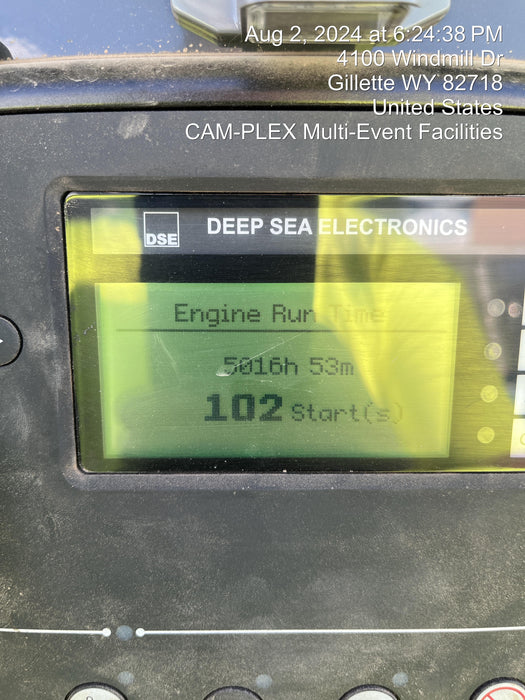 Aug 2, 2024 at 6:24:38 PM
4100 Windmill Dr
Gillette WY 82718
United States
CAM-PLEX Multi-Event Facilities
DSE DEEP SEA ELECTRONICS
Engine Run Time
5016h 53m
102 Start(s)